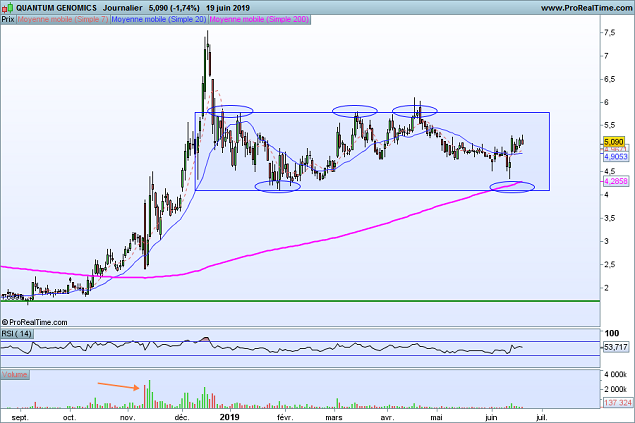 QUANTUM GENOMICS Journalier 5,090 (-1,74%) 19 juin 2019 www.ProRealTime.com
Prix Moyenne mobile (Simple 7) Moyenne mobile (Simple 20) Moyenne mobile (Simple 200)
7,5
6,5
6
5,5
5,090
4,9053
4,5
4,2858
3,5
3
2,5
2
© ProRealTime.com
RSI (14)
100
53,717
Volume
4 000k
2 000k
137 324
sept. oct. nov. déc. 2019 févr. mars avr. mai juin juil.